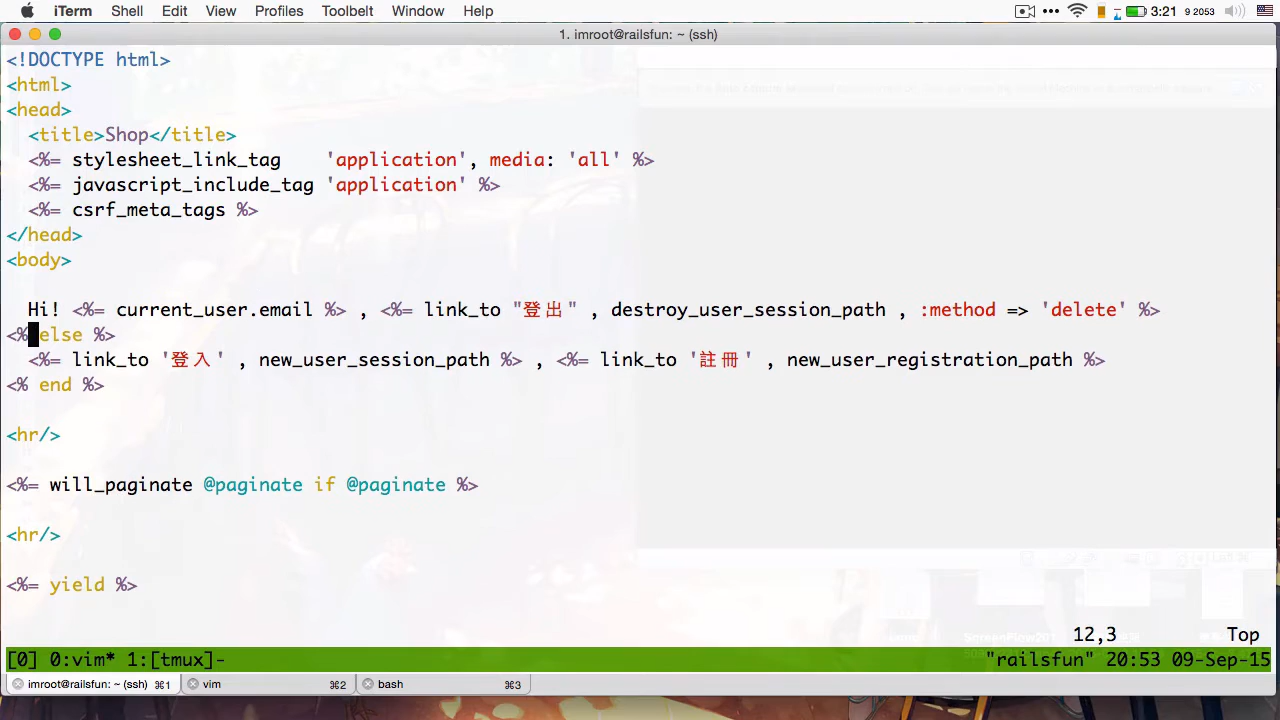 iTerm Shell Edit View Profiles Toolbelt Window Help 3:21 9 2053
1. imroot@railsfun: ~ (ssh)
<!DOCTYPE html>
<html>
<head>
<title>Shop</title>
<%= stylesheet_link_tag 'application', media: 'all' %>
<%= javascript_include_tag 'application' %>
<%= csrf_meta_tags %>
</head>
<body>
Hi! <%= current_user.email %> , <%= link_to "登出" , destroy_user_session_path , :method => 'delete' %>
<% else %>
<%= link_to '登入' , new_user_session_path %> , <%= link_to '註冊' , new_user_registration_path %>
<% end %>
<hr/>
<%= will_paginate @paginate if @paginate %>
<hr/>
<%= yield %>
12,3 Top
[0] 0:vim* 1:[tmux]- "railsfun" 20:53 09-Sep-15
imroot@railsfun: ~ (ssh) ⌘1 vim ⌘2 bash ⌘3